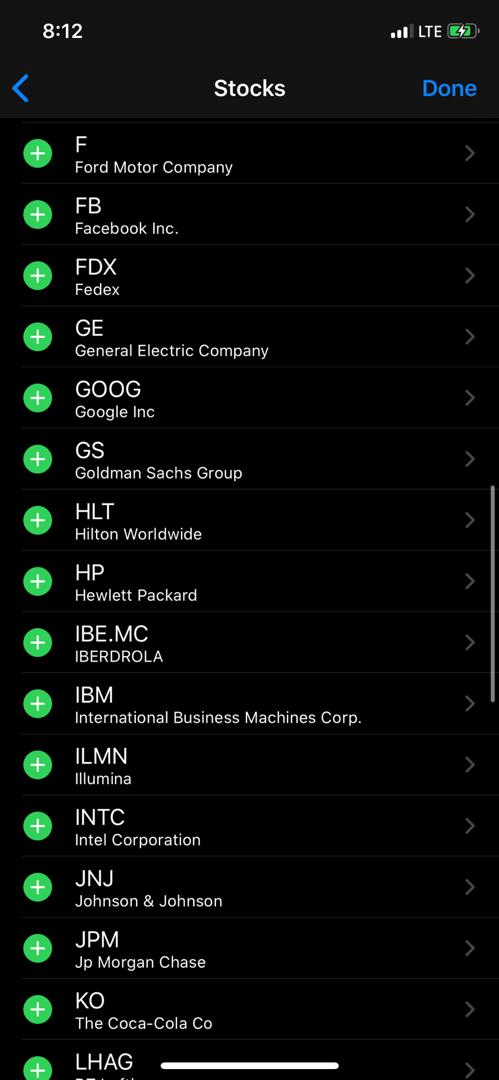 8:12
LTE
Stocks
Done
F
Ford Motor Company
FB
Facebook Inc.
FDX
Fedex
GE
General Electric Company
GOOG
Google Inc
GS
Goldman Sachs Group
HLT
Hilton Worldwide
HP
Hewlett Packard
IBE.MC
IBERDROLA
IBM
International Business Machines Corp.
ILMN
Illumina
INTC
Intel Corporation
JNJ
Johnson & Johnson
JPM
Jp Morgan Chase
KO
The Coca-Cola Co
LHAG